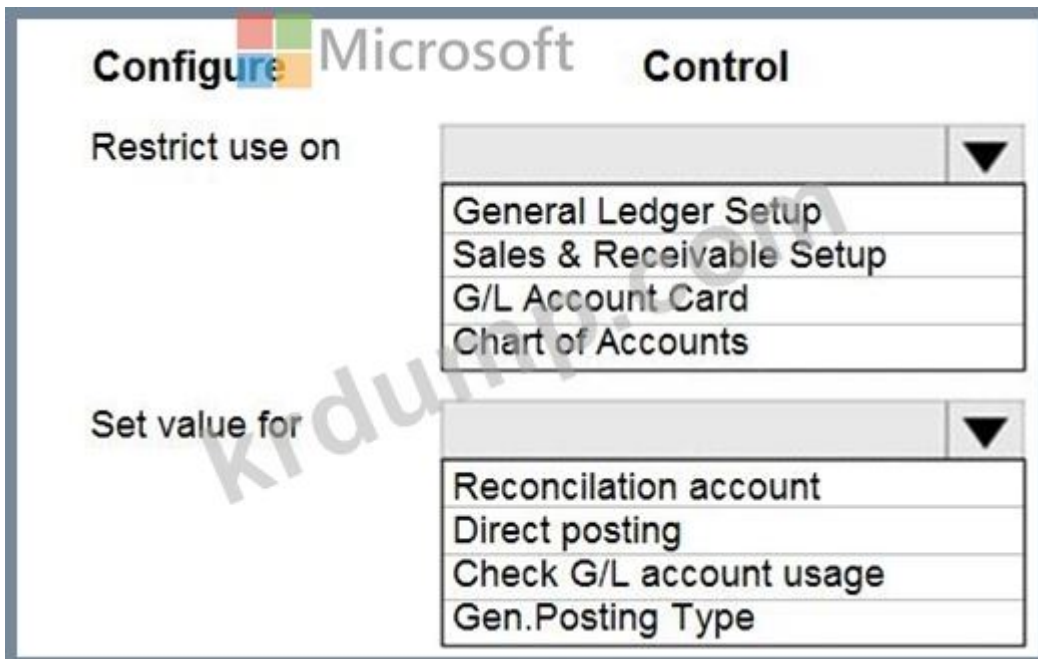 Microsoft
Configure Control
Restrict use on
General Ledger Setup
Sales & Receivable Setup
G/L Account Card
Chart of Accounts
Set value for
Reconcilation account
Direct posting
Check G/L account usage
Gen.Posting Type
krdump.com